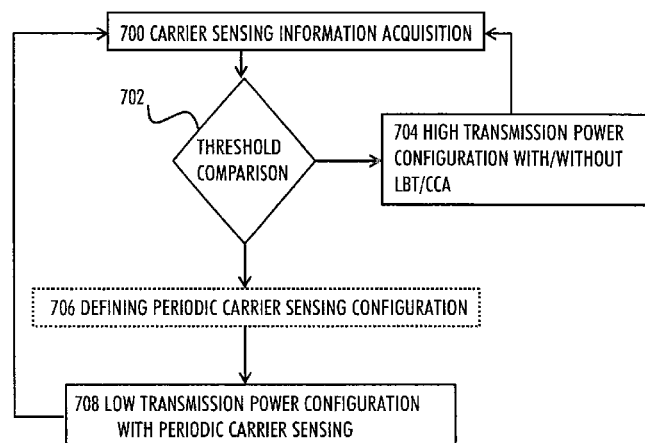 700 CARRIER SENSING INFORMATION ACQUISITION
702
THRESHOLD
COMPARISON
704 HIGH TRANSMISSION POWER
CONFIGURATION WITH/WITHOUT
LBT/CCA
706 DEFINING PERIODIC CARRIER SENSING CONFIGURATION
708 LOW TRANSMISSION POWER CONFIGURATION
WITH PERIODIC CARRIER SENSING